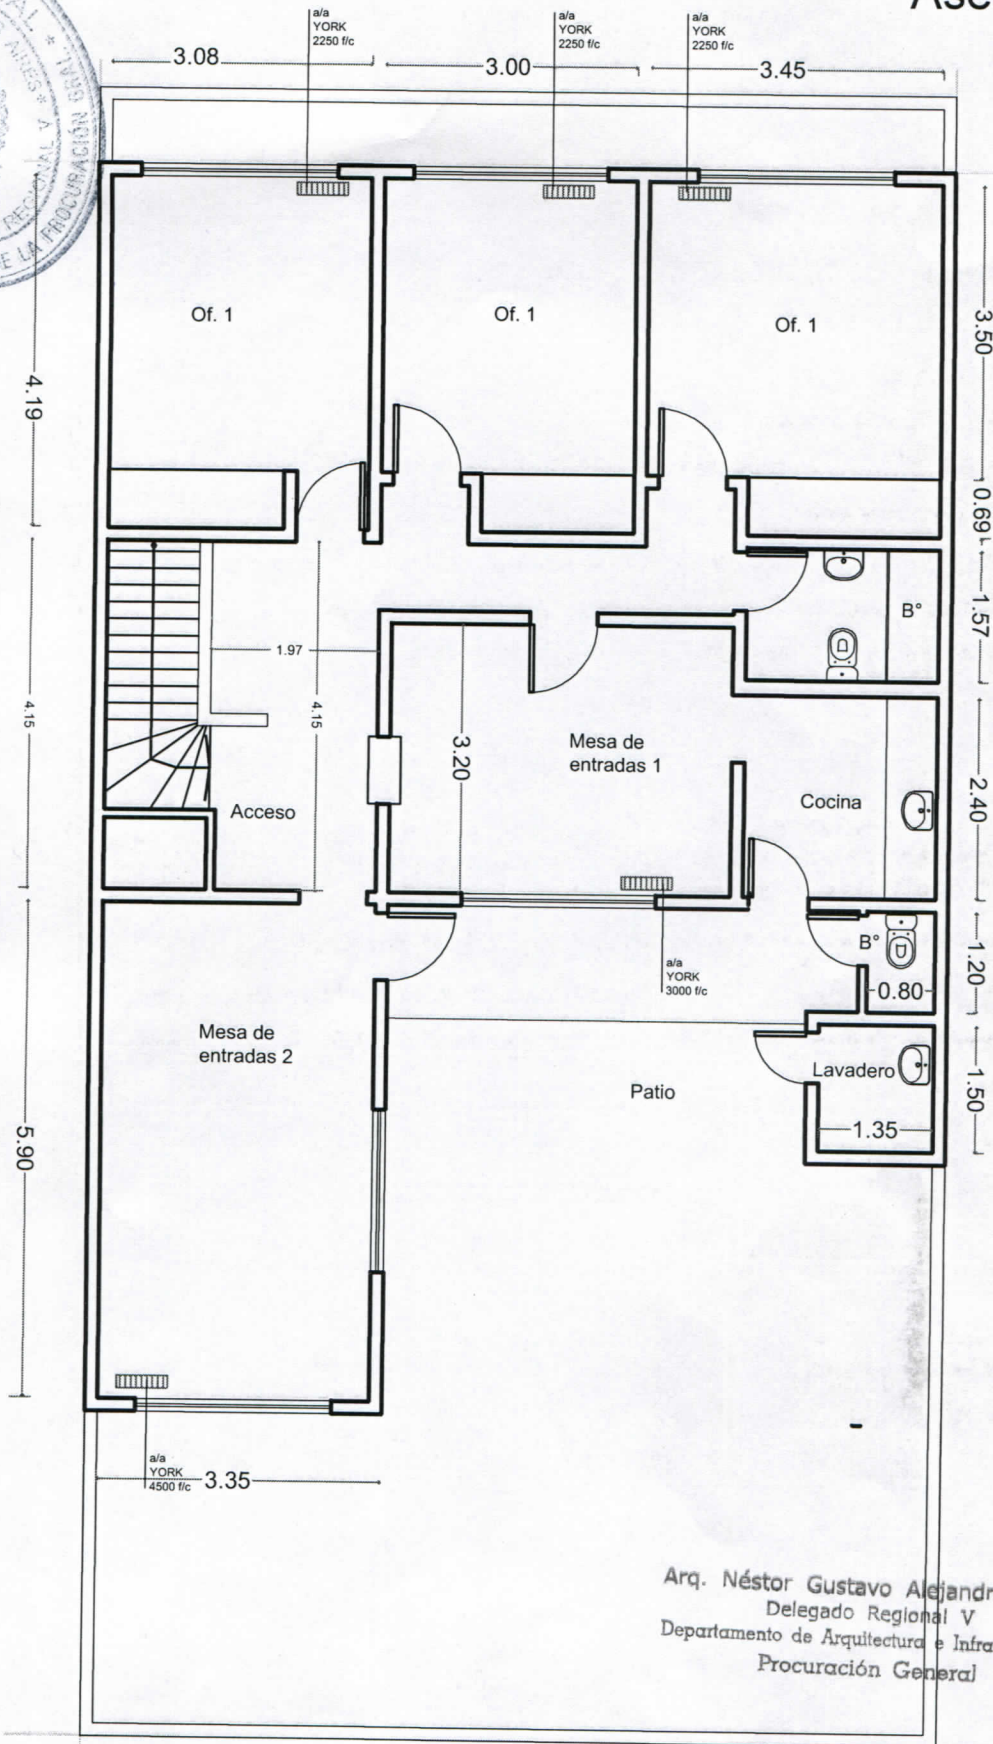 a/a
YORK
2250 f/c
a/a
YORK
2250 f/c
a/a
YORK
2250 f/c
3.08
3.00
3.45
Of. 1
Of. 1
Of. 1
4.19
3.50
0.69
1.57
B°
1.97
4.15
4.15
3.20
Mesa de
entradas 1
Acceso
Cocina
2.40
B°
0.80
1.20
a/a
YORK
3000 f/c
Mesa de
entradas 2
Patio
Lavadero
1.35
1.50
5.90
a/a
YORK
4500 f/c
3.35
Arq. Néstor Gustavo Alejandr
Delegado Regional V
Departamento de Arquitectura e Infra
Procuración General